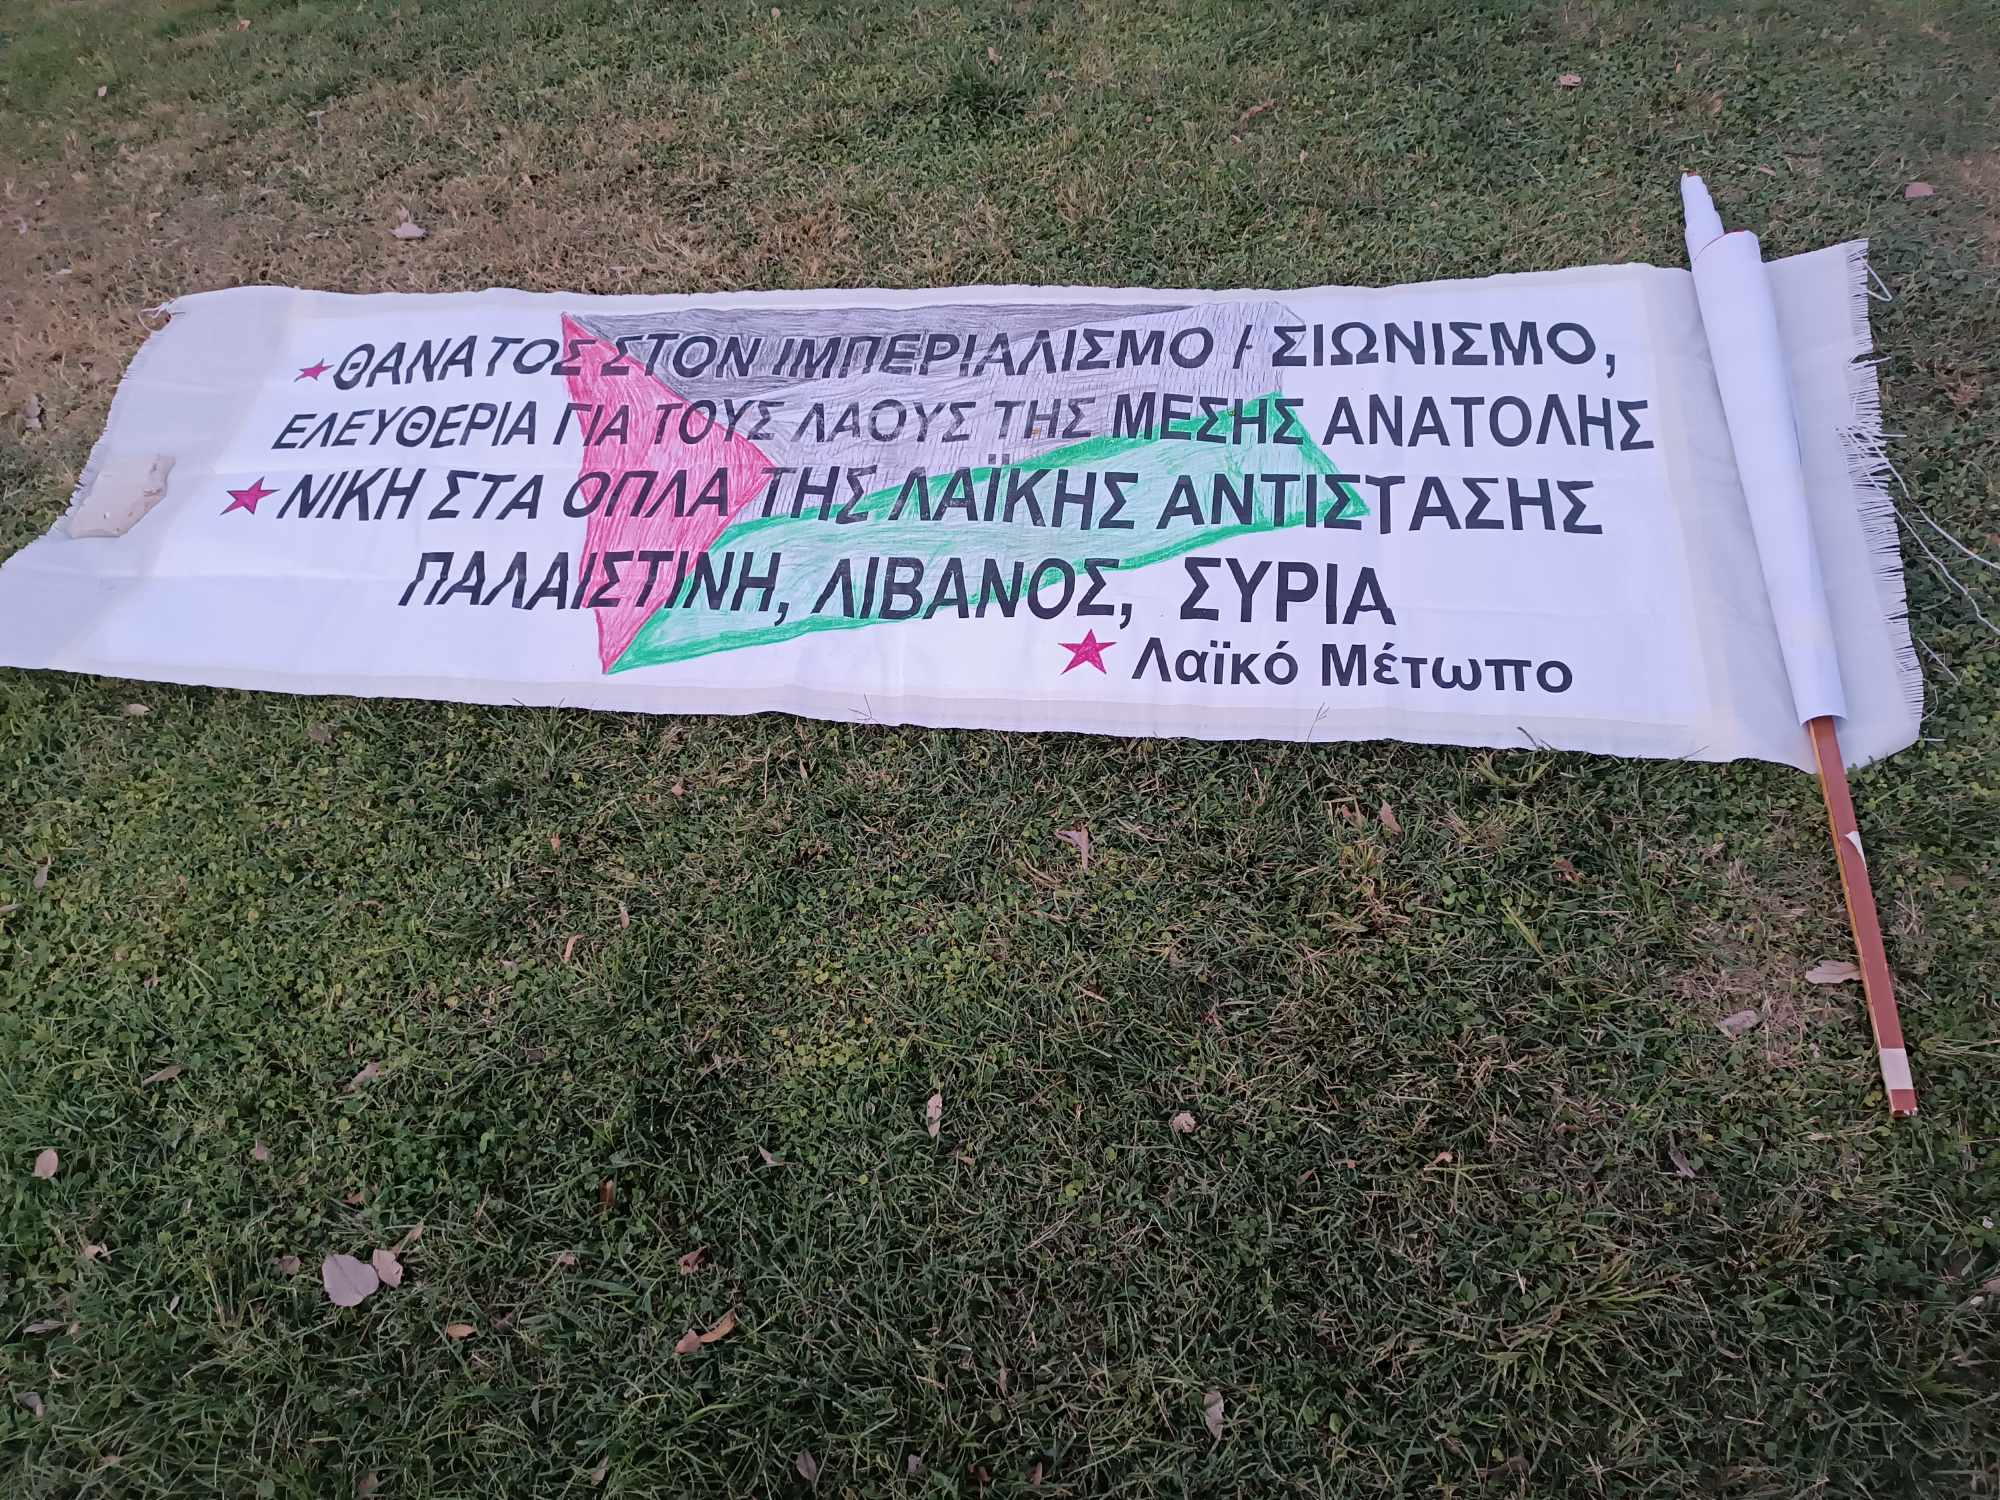 ★ΘΑΝΑΤΟΣ ΣΤΟΝ ΙΜΠΕΡΙΑΛΙΣΜΟ / ΣΙΩΝΙΣΜΟ,
ΕΛΕΥΘΕΡΙΑ ΓΙΑ ΤΟΥΣ ΛΑΟΥΣ ΤΗΣ ΜΕΣΗΣ ΑΝΑΤΟΛΗΣ
★ΝΙΚΗ ΣΤΑ ΟΠΛΑ ΤΗΣ ΛΑΪΚΗΣ ΑΝΤΙΣΤΑΣΗΣ
ΠΑΛΑΙΣΤΙΝΗ, ΛΙΒΑΝΟΣ, ΣΥΡΙΑ
★ Λαϊκό Μέτωπο